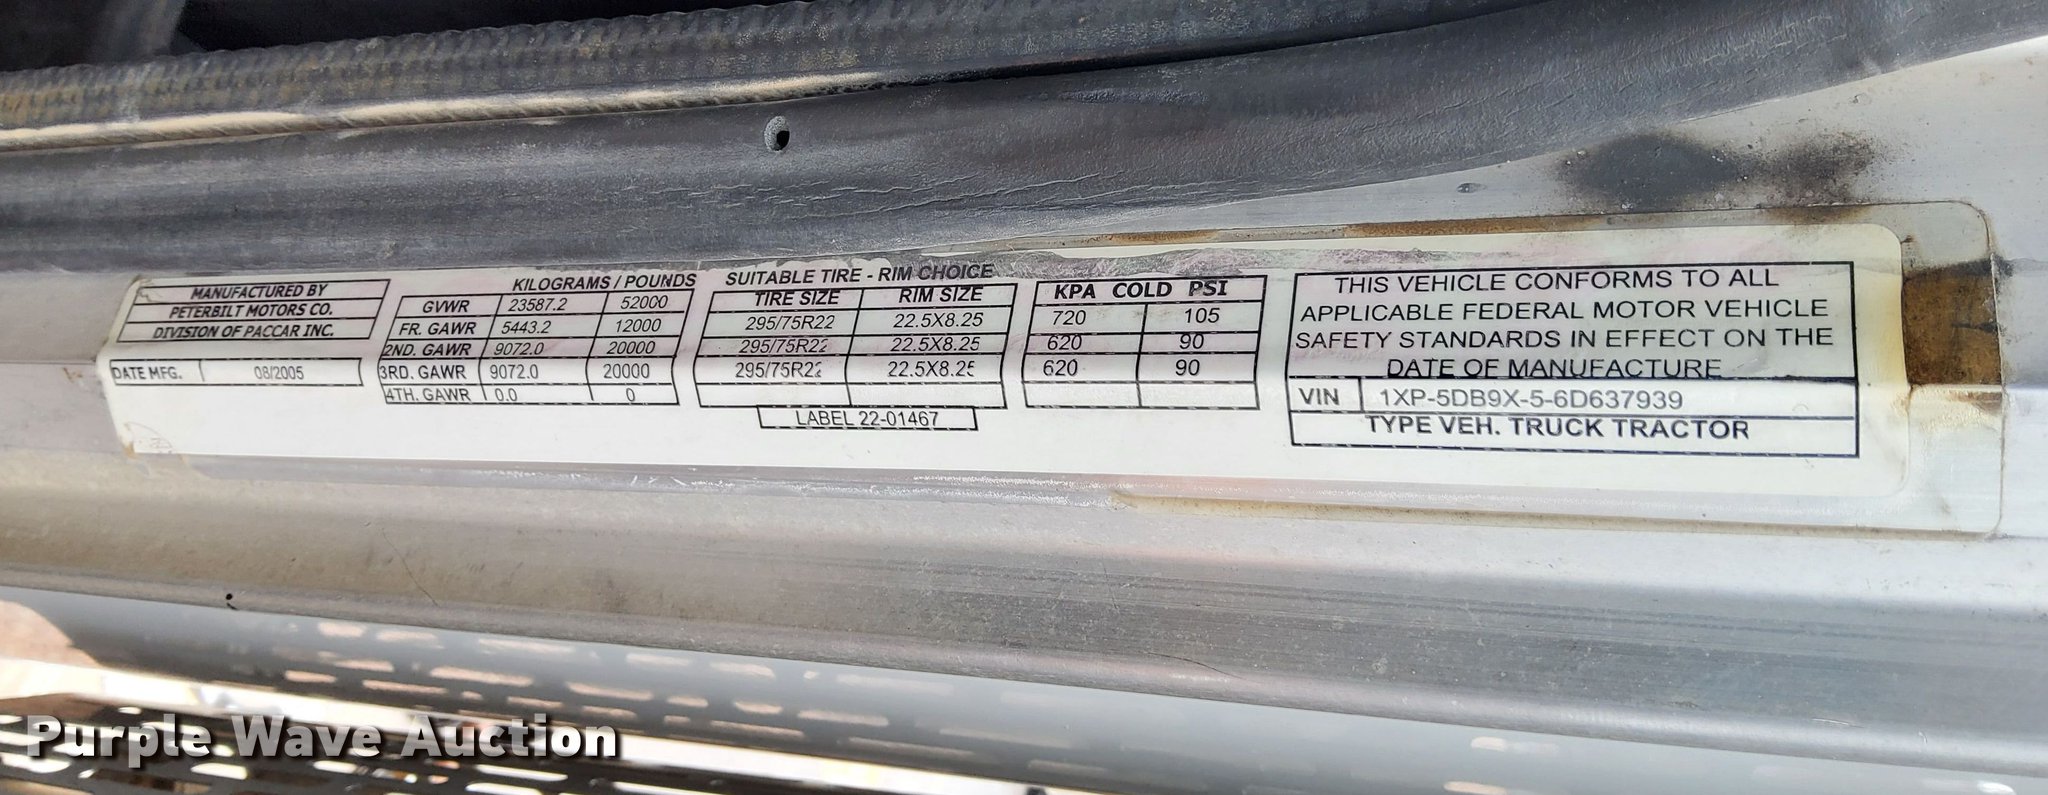 MANUFACTURED BY
PETERBILT MOTORS CO.
DIVISION OF PACCAR INC.
DATE MFG. 08/2005
KILOGRAMS / POUNDS
GVWR 23587.2 52000
FR. GAWR 5443.2 12000
2ND. GAWR 9072.0 20000
3RD. GAWR 9072.0 20000
4TH. GAWR 0.0 0
SUITABLE TIRE - RIM CHOICE
TIRE SIZE RIM SIZE
295/75R22 22.5X8.25
295/75R22 22.5X8.25
295/75R22 22.5X8.25
LABEL 22-01467
KPA COLD PSI
720 105
620 90
620 90
THIS VEHICLE CONFORMS TO ALL
APPLICABLE FEDERAL MOTOR VEHICLE
SAFETY STANDARDS IN EFFECT ON THE
DATE OF MANUFACTURE
VIN 1XP-5DB9X-5-6D637939
TYPE VEH. TRUCK TRACTOR
Purple Wave Auction